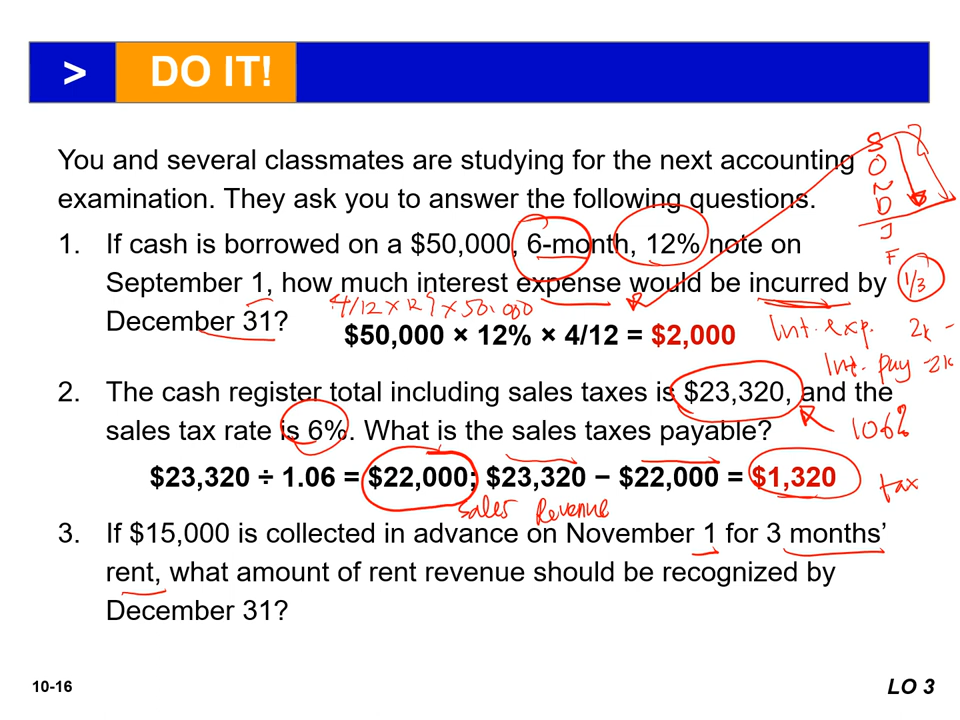 > DO IT!
You and several classmates are studying for the next accounting
examination. They ask you to answer the following questions.
S
O
N
D
J
F
1. If cash is borrowed on a $50,000, 6-month, 12% note on
September 1, how much interest expense would be incurred by
1/3
December 31?
4/12 × 12% × 50,000
$50,000 × 12% × 4/12 = $2,000
Int. exp. 2k -
Int. pay -2k
2. The cash register total including sales taxes is $23,320, and the
sales tax rate is 6%. What is the sales taxes payable?
106%
$23,320 ÷ 1.06 = $22,000; $23,320 − $22,000 = $1,320
tax
sales Revenue
3. If $15,000 is collected in advance on November 1 for 3 months’
rent, what amount of rent revenue should be recognized by
December 31?
10-16
LO 3